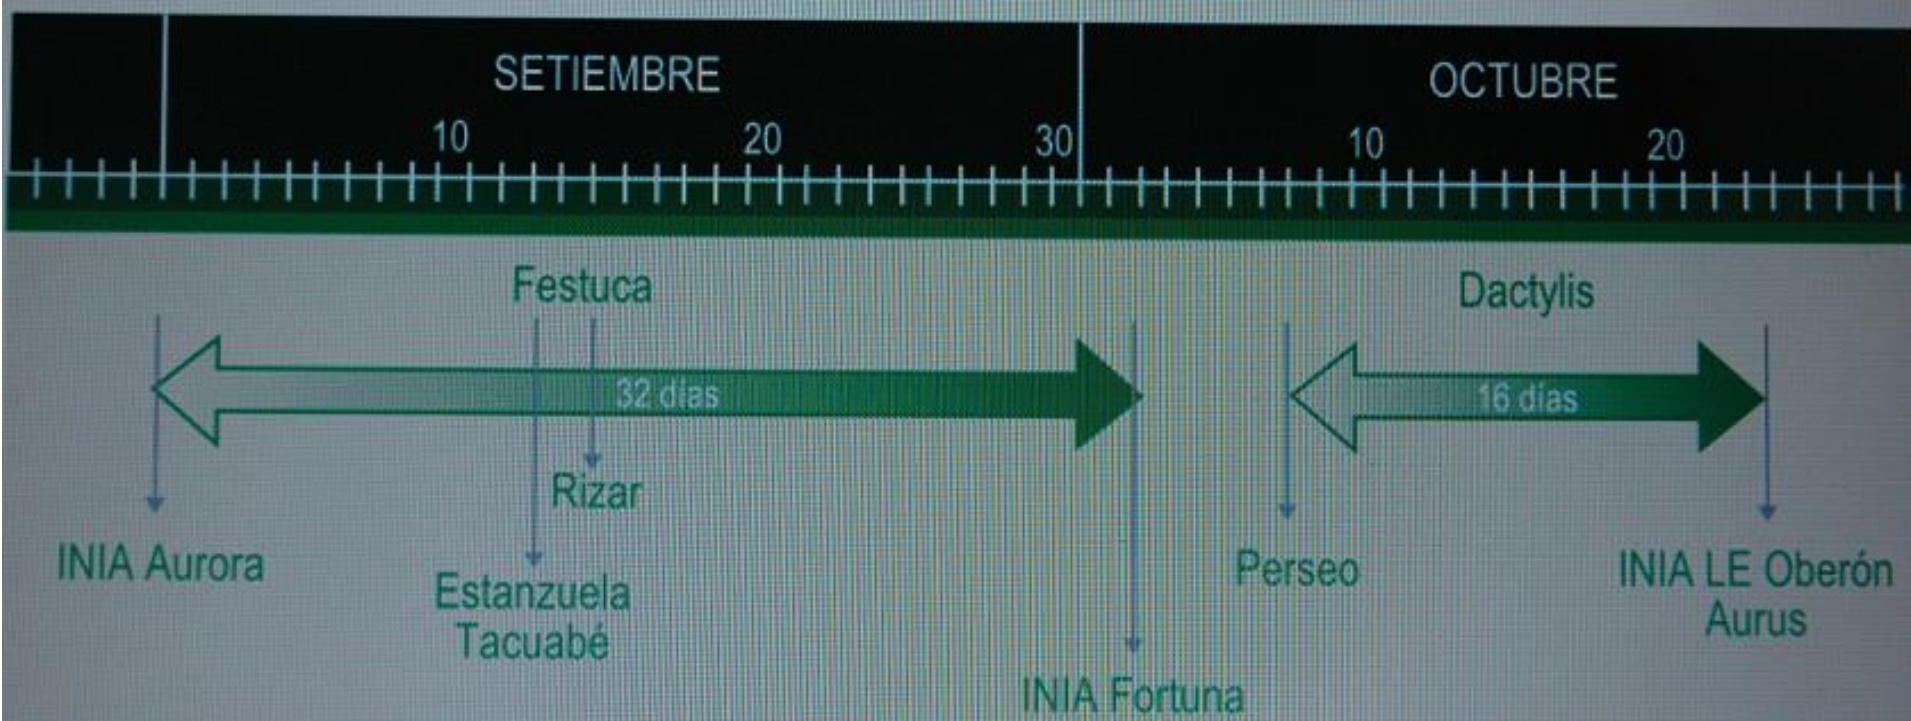 SETIEMBRE
OCTUBRE
10
20
30
10
20
Festuca
Dactylis
32 días
16 días
Rizar
INIA Aurora
Estanzuela
Tacuabé
Perseo
INIA LE Oberón
Aurus
INIA Fortuna